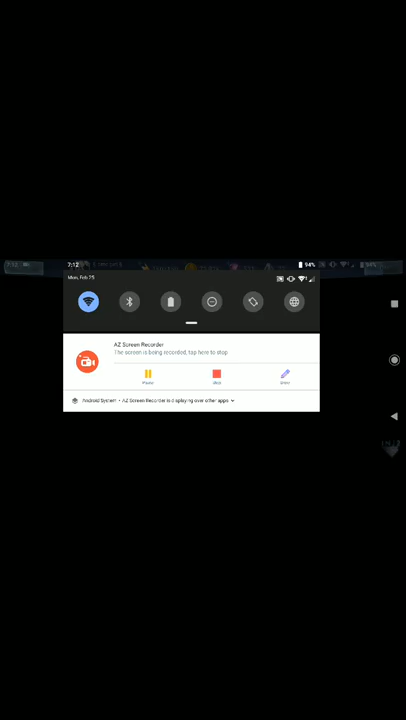 7:12
94%
Mon, Feb 25
AZ Screen Recorder
The screen is being recorded, tap here to stop
Pause
Stop
Draw
Android System • AZ Screen Recorder is displaying over other apps